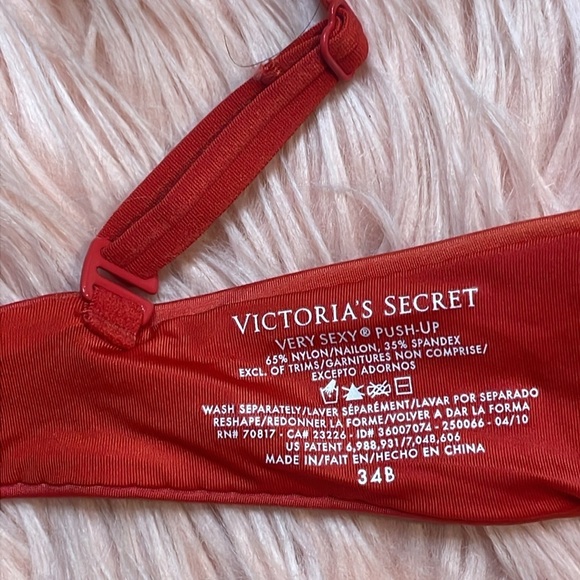 VICTORIA'S SECRET
VERY SEXY® PUSH-UP
65% NYLON/NAILON, 35% SPANDEX
EXCL. OF TRIMS/GARNITURES NON COMPRISE/
EXCEPTO ADORNOS
WASH SEPARATELY/LAVER SÉPARÉMENT/LAVAR POR SEPARADO
RESHAPE/REDONNER LA FORME/VOLVER A DAR LA FORMA
RN# 70817 - CA# 23226 - ID# 36007074 - 250066 - 04/10
US PATENT 6,988,931/7,048,606
MADE IN/FAIT EN/HECHO EN CHINA
34B